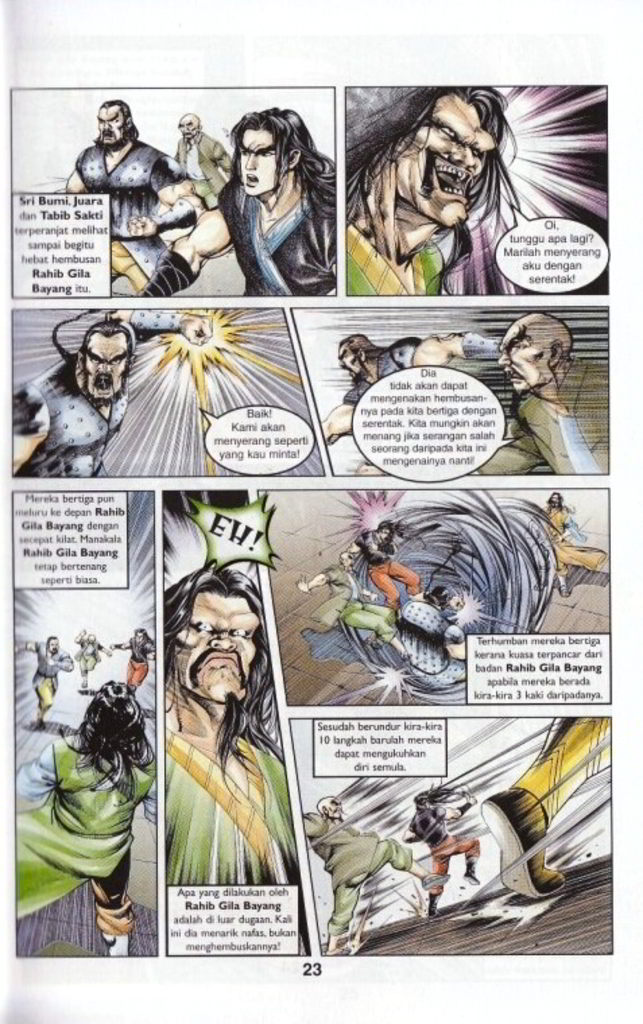 Sri Bumi, Juara
dan Tabib Sakti
terperanjat melihat
sampai begitu
hebat hembusan
Rahib Gila
Bayang itu.
Oi,
tunggu apa lagi?
Marilah menyerang
aku dengan
serentak!
Baik!
Kami akan
menyerang seperti
yang kau minta!
Dia
tidak akan dapat
mengenakan hembusan-
nya pada kita bertiga dengan
serentak. Kita mungkin akan
menang jika serangan salah
seorang daripada kita ini
mengenainya nanti!
Mereka bertiga pun
meluru ke depan Rahib
Gila Bayang dengan
secepat kilat. Manakala
Rahib Gila Bayang
tetap bertenang
seperti biasa.
EH!
Apa yang dilakukan oleh
Rahib Gila Bayang
adalah di luar dugaan. Kali
ini dia menarik nafas, bukan
menghembuskannya!
Terhumban mereka bertiga
oleh kuasa terpancar dari
badan Rahib Gila Bayang
apabila mereka berada
kira-kira 3 kaki daripadanya.
Sesudah berundur kira-kira
10 langkah barulah mereka
dapat mengukuhkan
diri semula.
23